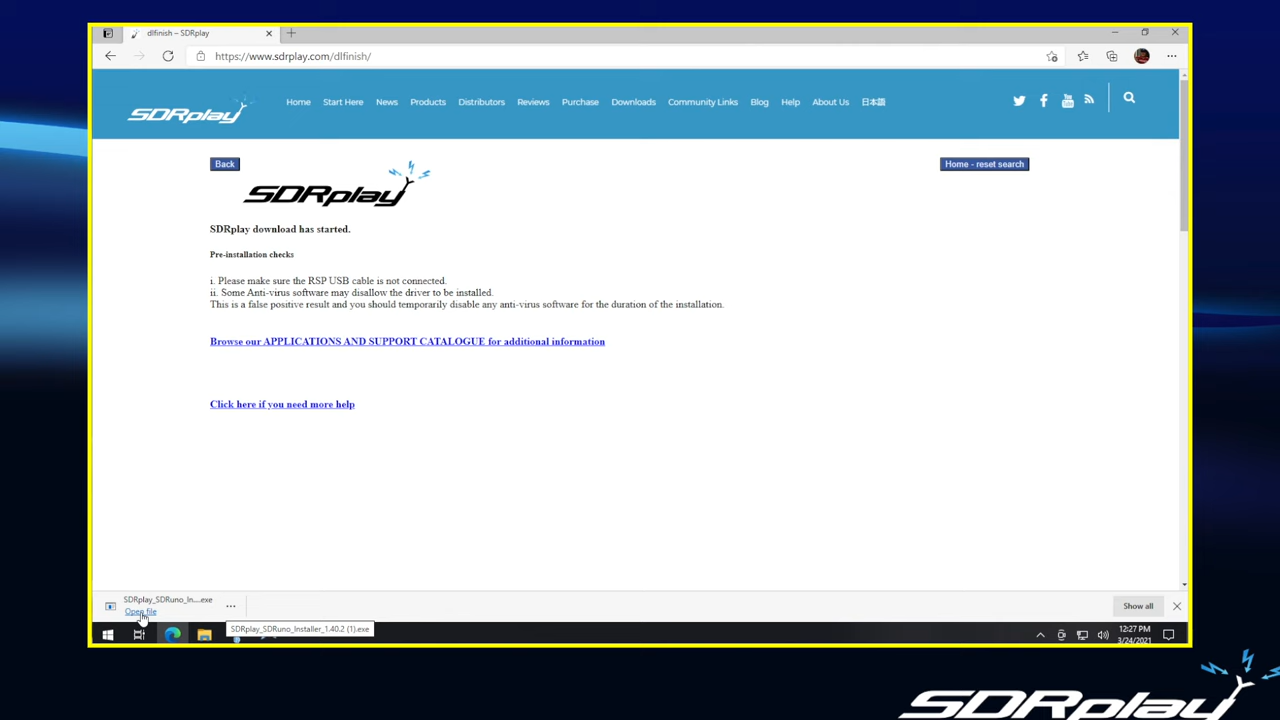 dlfinish – SDRplay
https://www.sdrplay.com/dlfinish/
SDRplay
Home Start Here News Products Distributors Reviews Purchase Downloads Community Links Blog Help About Us 日本語
Back
Home - reset search
SDRplay
SDRplay download has started.
Pre-installation checks
i. Please make sure the RSP USB cable is not connected.
ii. Some Anti-virus software may disallow the driver to be installed.
This is a false positive result and you should temporarily disable any anti-virus software for the duration of the installation.
Browse our APPLICATIONS AND SUPPORT CATALOGUE for additional information
Click here if you need more help
SDRplay_SDRuno_In....exe
Open file
Show all
SDRplay_SDRuno_Installer_1.40.2 (1).exe
12:27 PM
3/24/2021
SDRplay